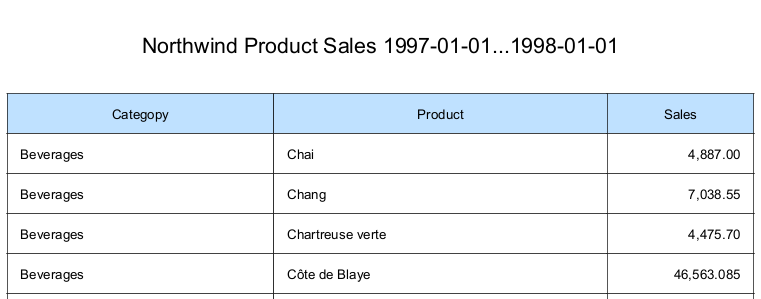 Northwind Product Sales 1997-01-01...1998-01-01
Categopy Product Sales
Beverages Chai 4,887.00
Beverages Chang 7,038.55
Beverages Chartreuse verte 4,475.70
Beverages Côte de Blaye 46,563.085